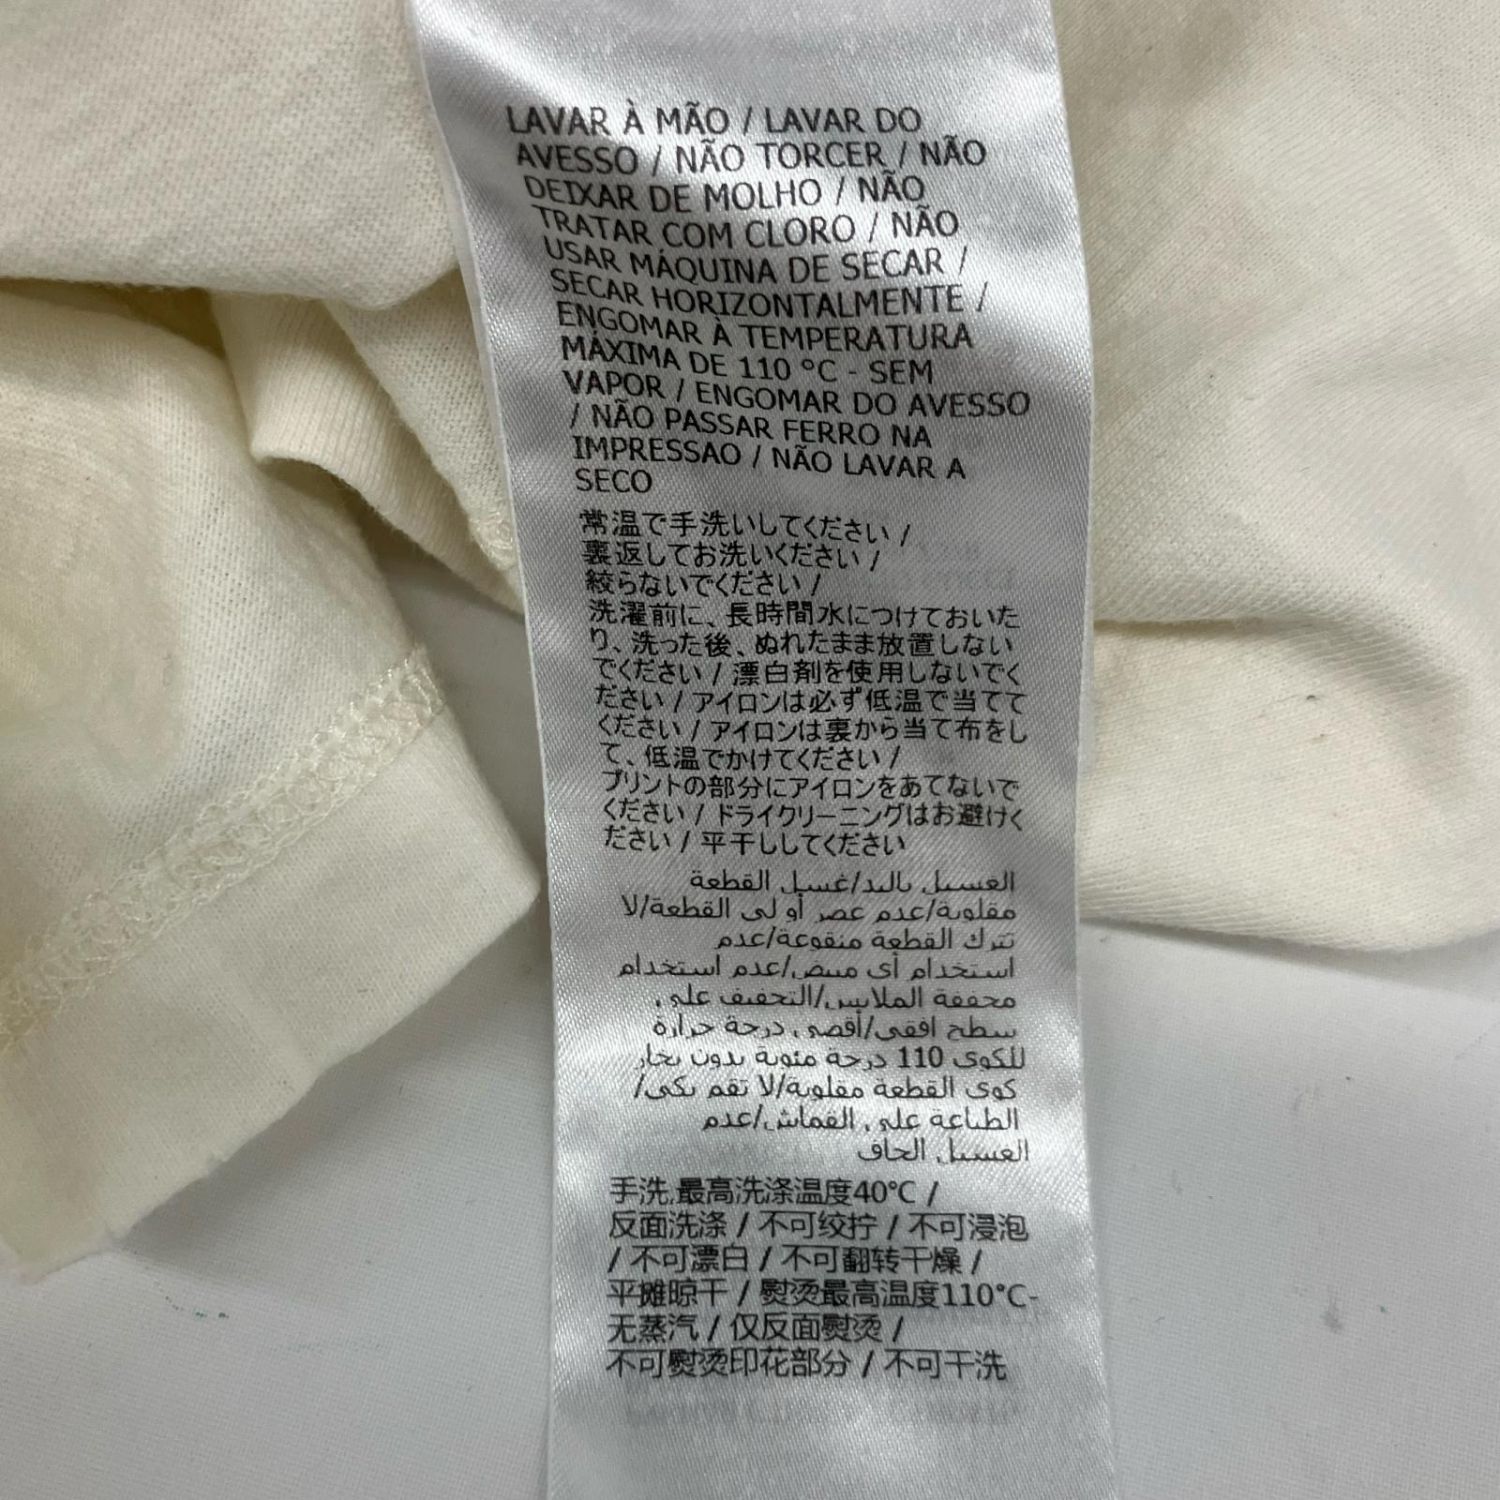 LAVAR À MÃO / LAVAR DO
AVESSO / NÃO TORCER / NÃO
DEIXAR DE MOLHO / NÃO
TRATAR COM CLORO / NÃO
USAR MÁQUINA DE SECAR /
SECAR HORIZONTALMENTE /
ENGOMAR À TEMPERATURA
MÁXIMA DE 110 °C - SEM
VAPOR / ENGOMAR DO AVESSO
/ NÃO PASSAR FERRO NA
IMPRESSAO / NÃO LAVAR A
SECO
常温で手洗いしてください /
裏返してお洗いください /
絞らないでください /
洗濯前に、長時間水につけておいた
り、洗った後、ぬれたまま放置しない
でください / 漂白剤を使用しないでく
ださい / アイロンは必ず低温で当てて
ください / アイロンは裏から当て布をし
て、低温でかけてください /
プリントの部分にアイロンをあてないで
ください / ドライクリーニングはお避けく
ださい / 平干ししてください
الغسيل باليد/غسيل القطعة
مقلوبة/عدم عصر أو لي القطعة/لا
تترك القطعة منقوعة/عدم
استخدام أي مبيض/عدم استخدام
مجففة الملابس/التجفيف على
سطح افقي/أقصى درجة حرارة
للكوي 110 درجة مئوية بدون بخار
كوي القطعة مقلوبة/لا تقم بكي/
الطباعة على القماش/عدم
الغسيل الجاف
手洗,最高洗涤温度40°C /
反面洗涤 / 不可绞拧 / 不可浸泡
/ 不可漂白 / 不可翻转干燥 /
平摊晾干 / 熨烫最高温度110°C-
无蒸汽 / 仅反面熨烫 /
不可熨烫印花部分 / 不可干洗